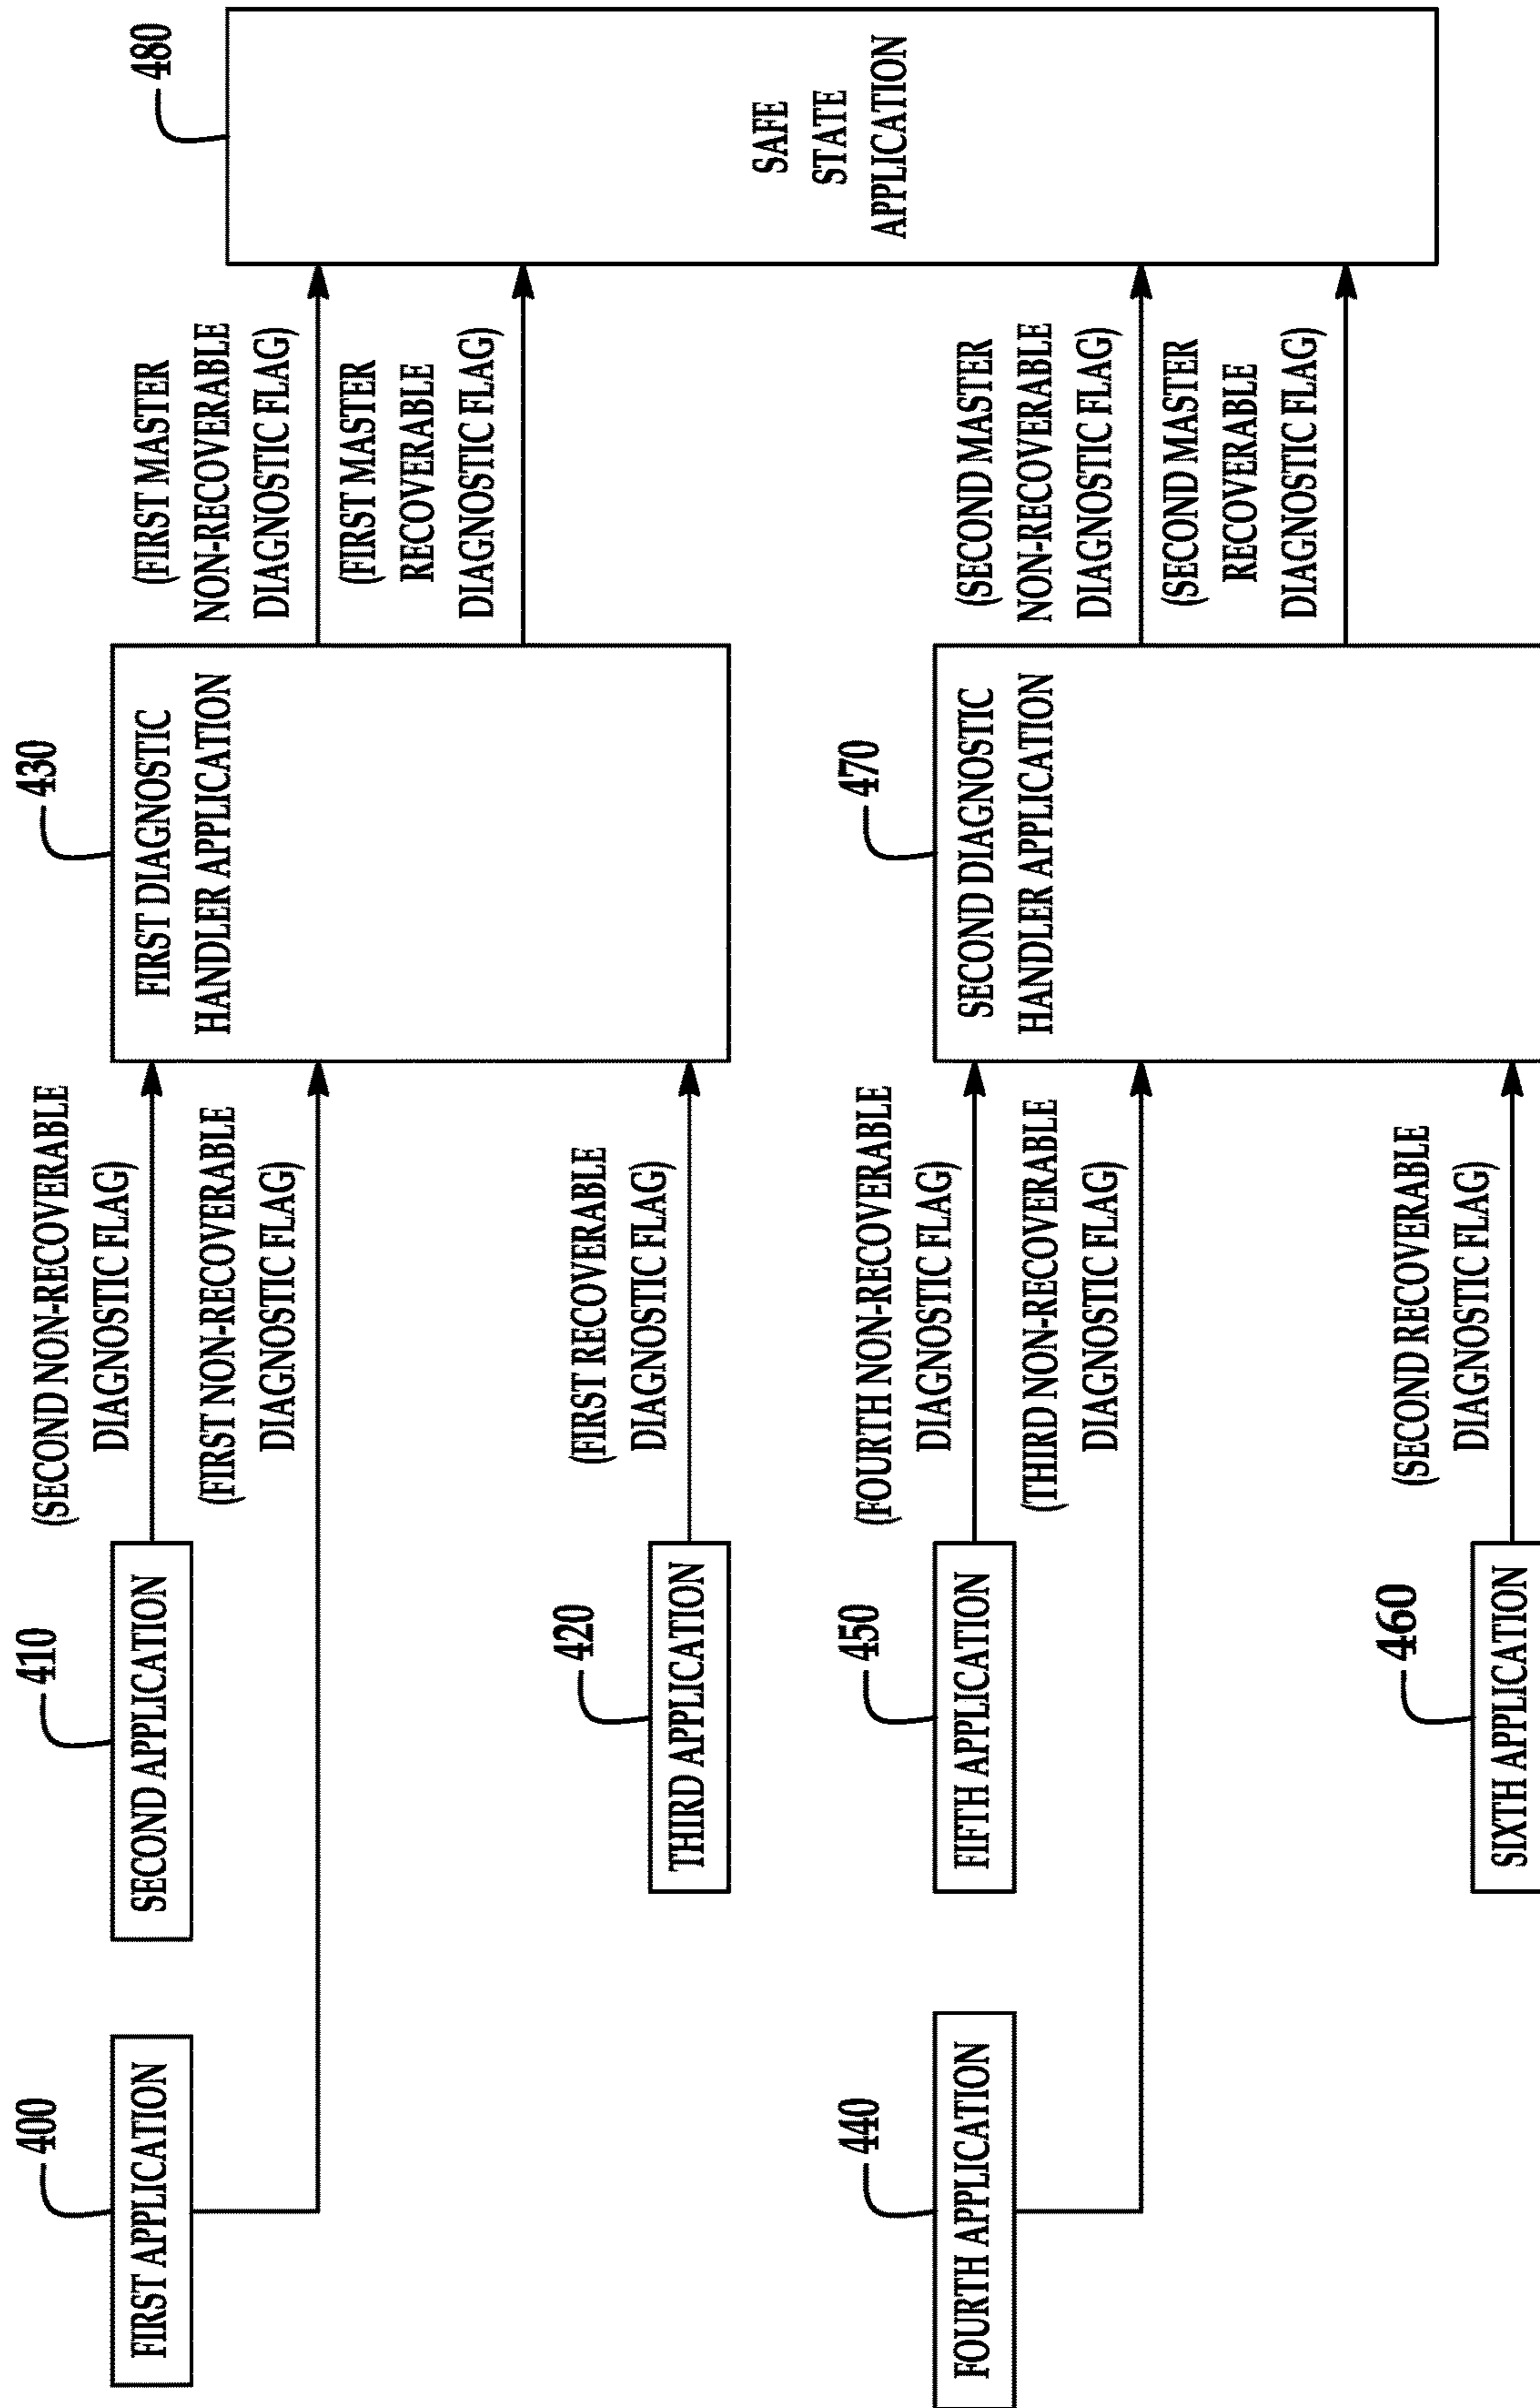 400
FIRST APPLICATION
410
SECOND APPLICATION
(SECOND NON-RECOVERABLE
DIAGNOSTIC FLAG)
(FIRST NON-RECOVERABLE
DIAGNOSTIC FLAG)
420
THIRD APPLICATION
(FIRST RECOVERABLE
DIAGNOSTIC FLAG)
430
FIRST DIAGNOSTIC
HANDLER APPLICATION
(FIRST MASTER
NON-RECOVERABLE
DIAGNOSTIC FLAG)
(FIRST MASTER
RECOVERABLE
DIAGNOSTIC FLAG)
440
FOURTH APPLICATION
450
FIFTH APPLICATION
(FOURTH NON-RECOVERABLE
DIAGNOSTIC FLAG)
(THIRD NON-RECOVERABLE
DIAGNOSTIC FLAG)
460
SIXTH APPLICATION
(SECOND RECOVERABLE
DIAGNOSTIC FLAG)
470
SECOND DIAGNOSTIC
HANDLER APPLICATION
(SECOND MASTER
NON-RECOVERABLE
DIAGNOSTIC FLAG)
(SECOND MASTER
RECOVERABLE
DIAGNOSTIC FLAG)
480
SAFE
STATE
APPLICATION